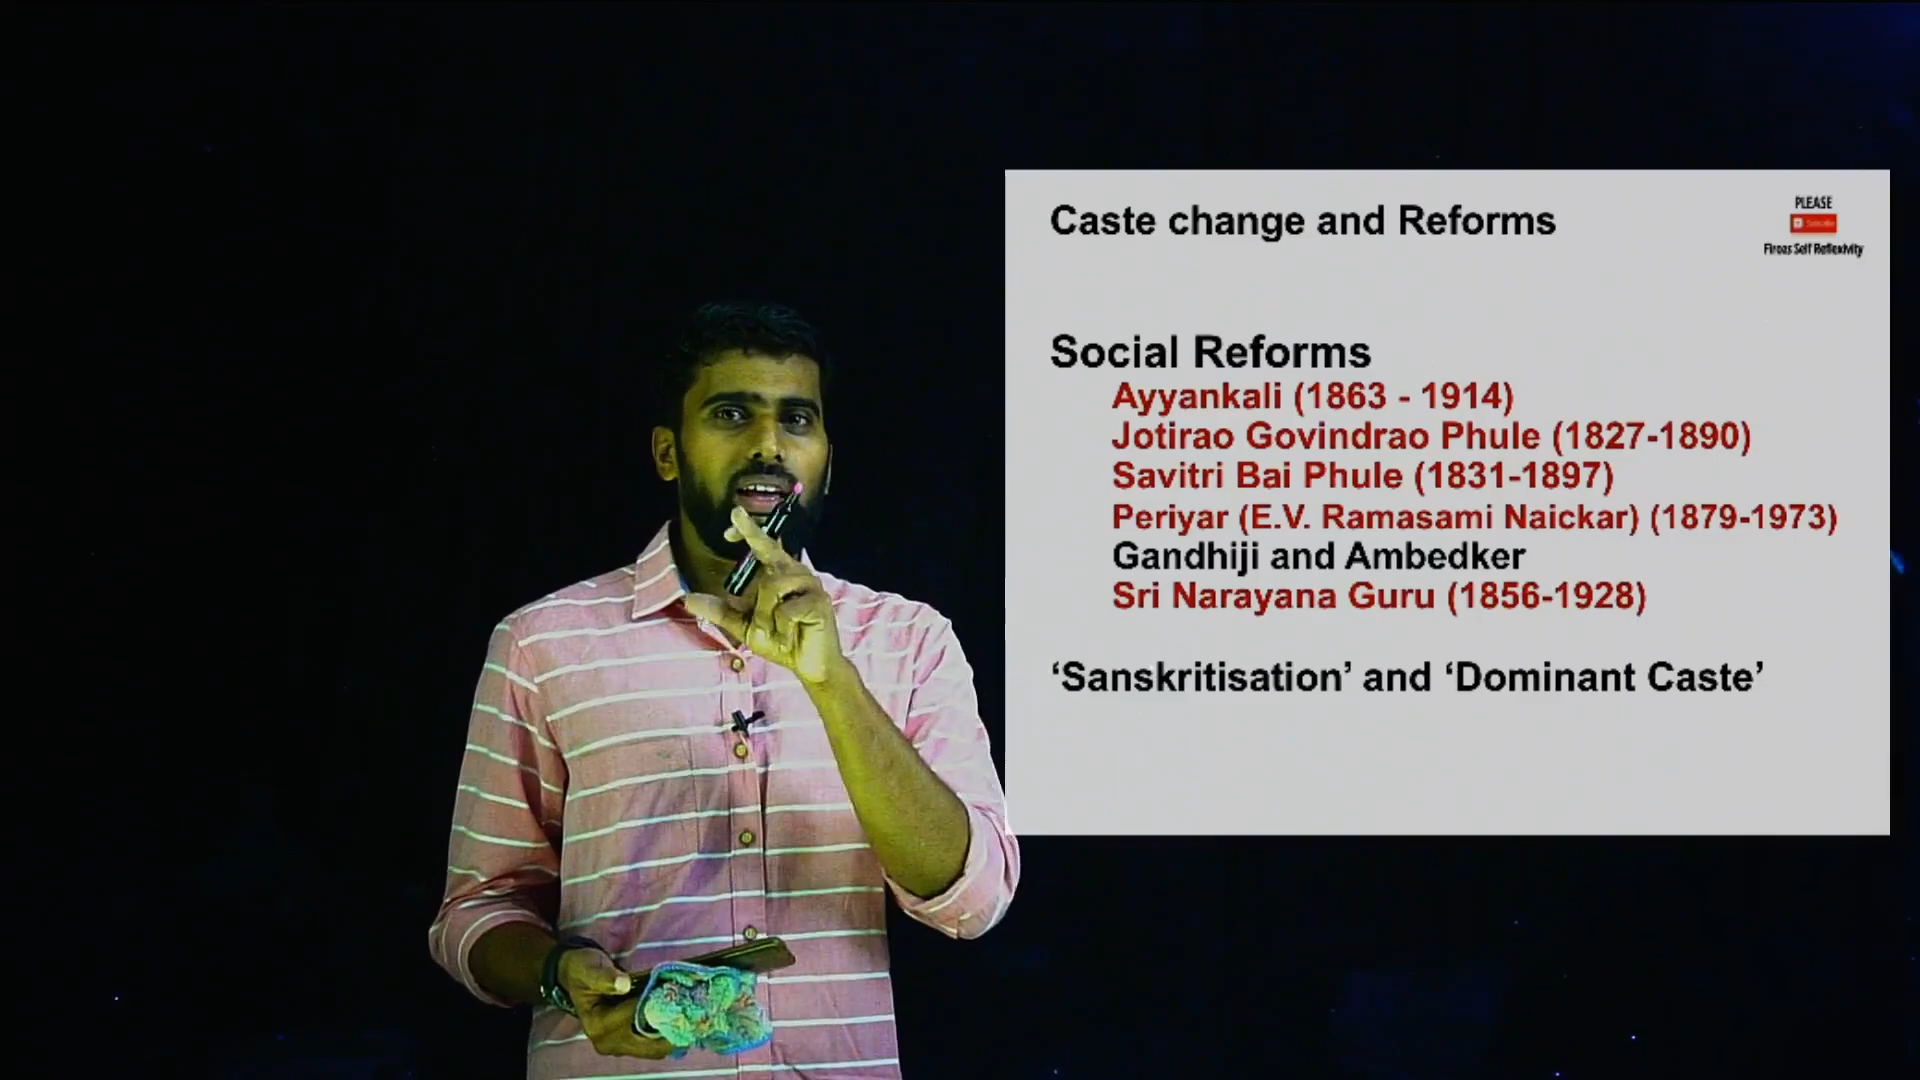 Caste change and Reforms
PLEASE
Firoas Self Reflexivity
Social Reforms
Ayyankali (1863 - 1914)
Jotirao Govindrao Phule (1827-1890)
Savitri Bai Phule (1831-1897)
Periyar (E.V. Ramasami Naickar) (1879-1973)
Gandhiji and Ambedker
Sri Narayana Guru (1856-1928)
‘Sanskritisation’ and ‘Dominant Caste’